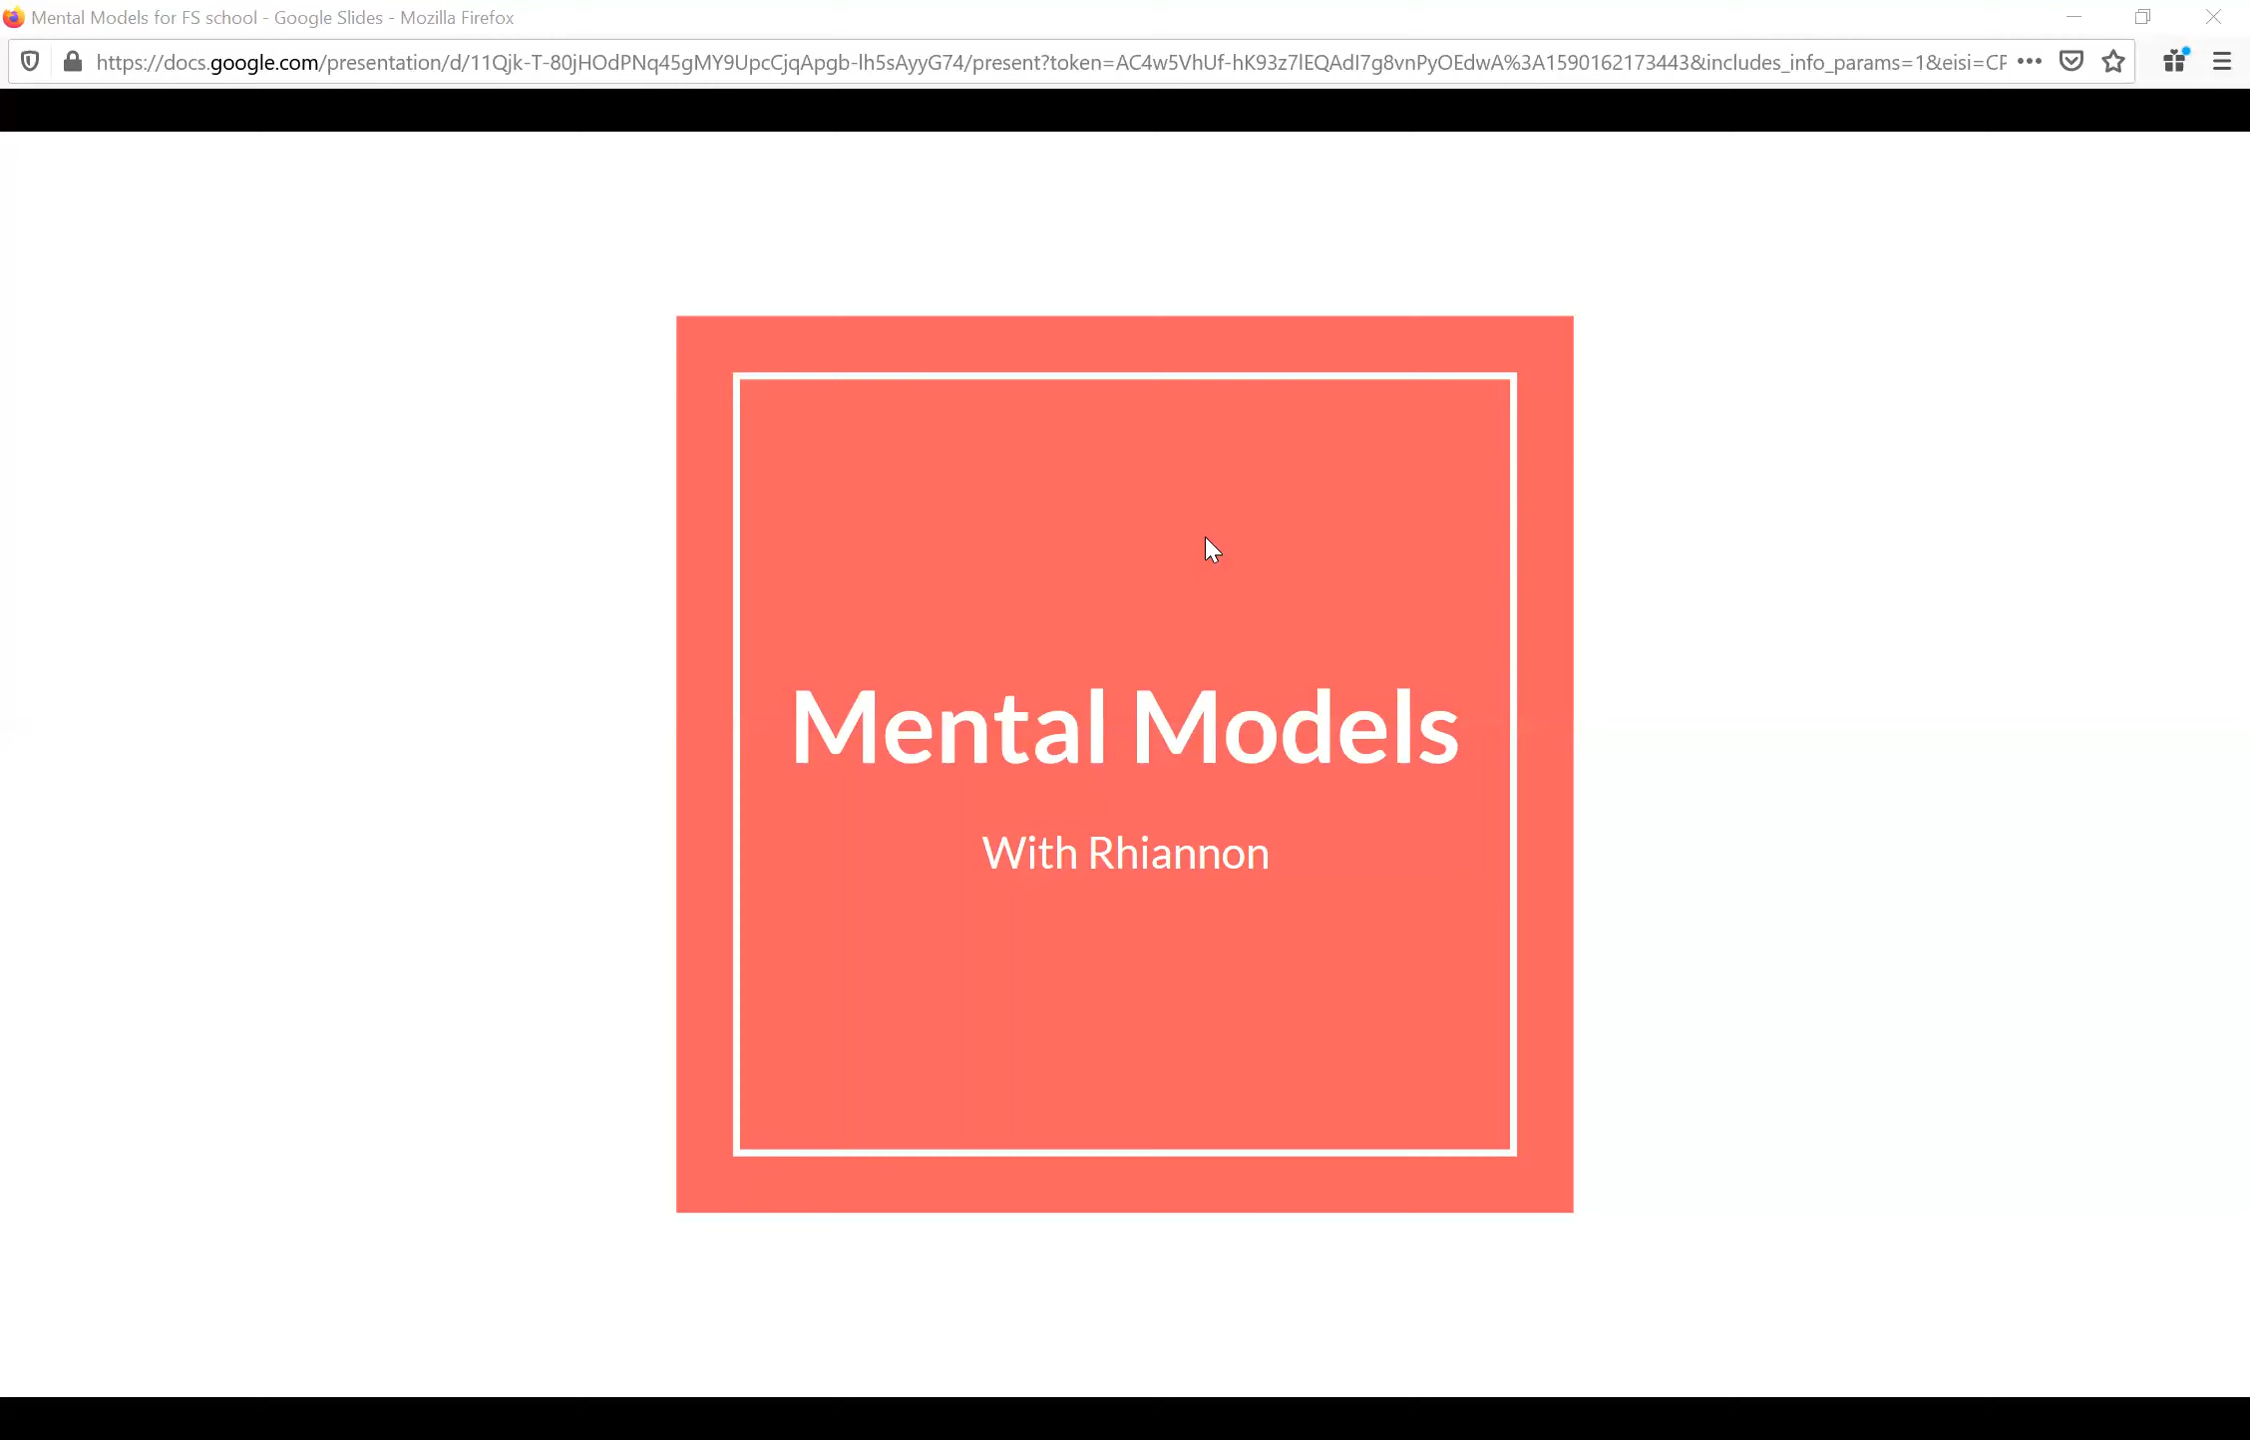 Mental Models for FS school - Google Slides - Mozilla Firefox
https://docs.google.com/presentation/d/11Qjk-T-80jHOdPNq45gMY9UpcCjqApgb-lh5sAyyG74/present?token=AC4w5VhUf-hK93z7lEQAdI7g8vnPyOEdwA%3A1590162173443&includes_info_params=1&eisi=CF
Mental Models
With Rhiannon